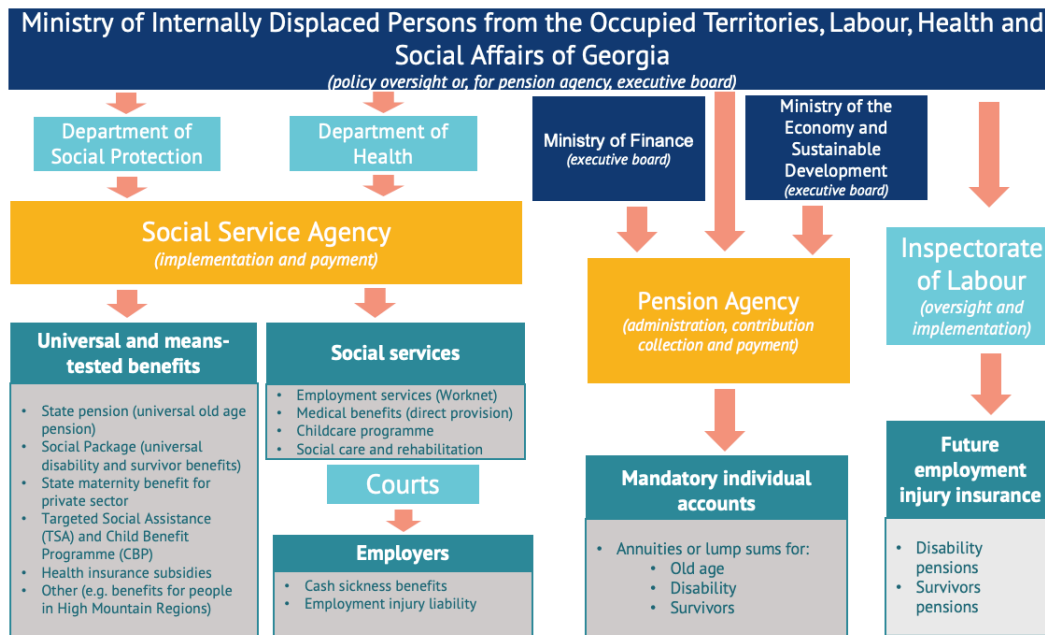 Ministry of Internally Displaced Persons from the Occupied Territories, Labour, Health and
Social Affairs of Georgia
(policy oversight or, for pension agency, executive board)
Department of
Social Protection
Department of
Health
Ministry of Finance
(executive board)
Ministry of the
Economy and
Sustainable
Development
(executive board)
Social Service Agency
(implementation and payment)
Pension Agency
(administration, contribution
collection and payment)
Inspectorate
of Labour
(oversight and
implementation)
Universal and means-
tested benefits
• State pension (universal old age
pension)
• Social Package (universal
disability and survivor benefits)
• State maternity benefit for
private sector
• Targeted Social Assistance
(TSA) and Child Benefit
Programme (CBP)
• Health insurance subsidies
• Other (e.g. benefits for people
in High Mountain Regions)
Social services
• Employment services (Worknet)
• Medical benefits (direct provision)
• Childcare programme
• Social care and rehabilitation
Courts
Employers
• Cash sickness benefits
• Employment injury liability
Mandatory individual
accounts
• Annuities or lump sums for:
• Old age
• Disability
• Survivors
Future
employment
injury insurance
• Disability
pensions
• Survivors
pensions